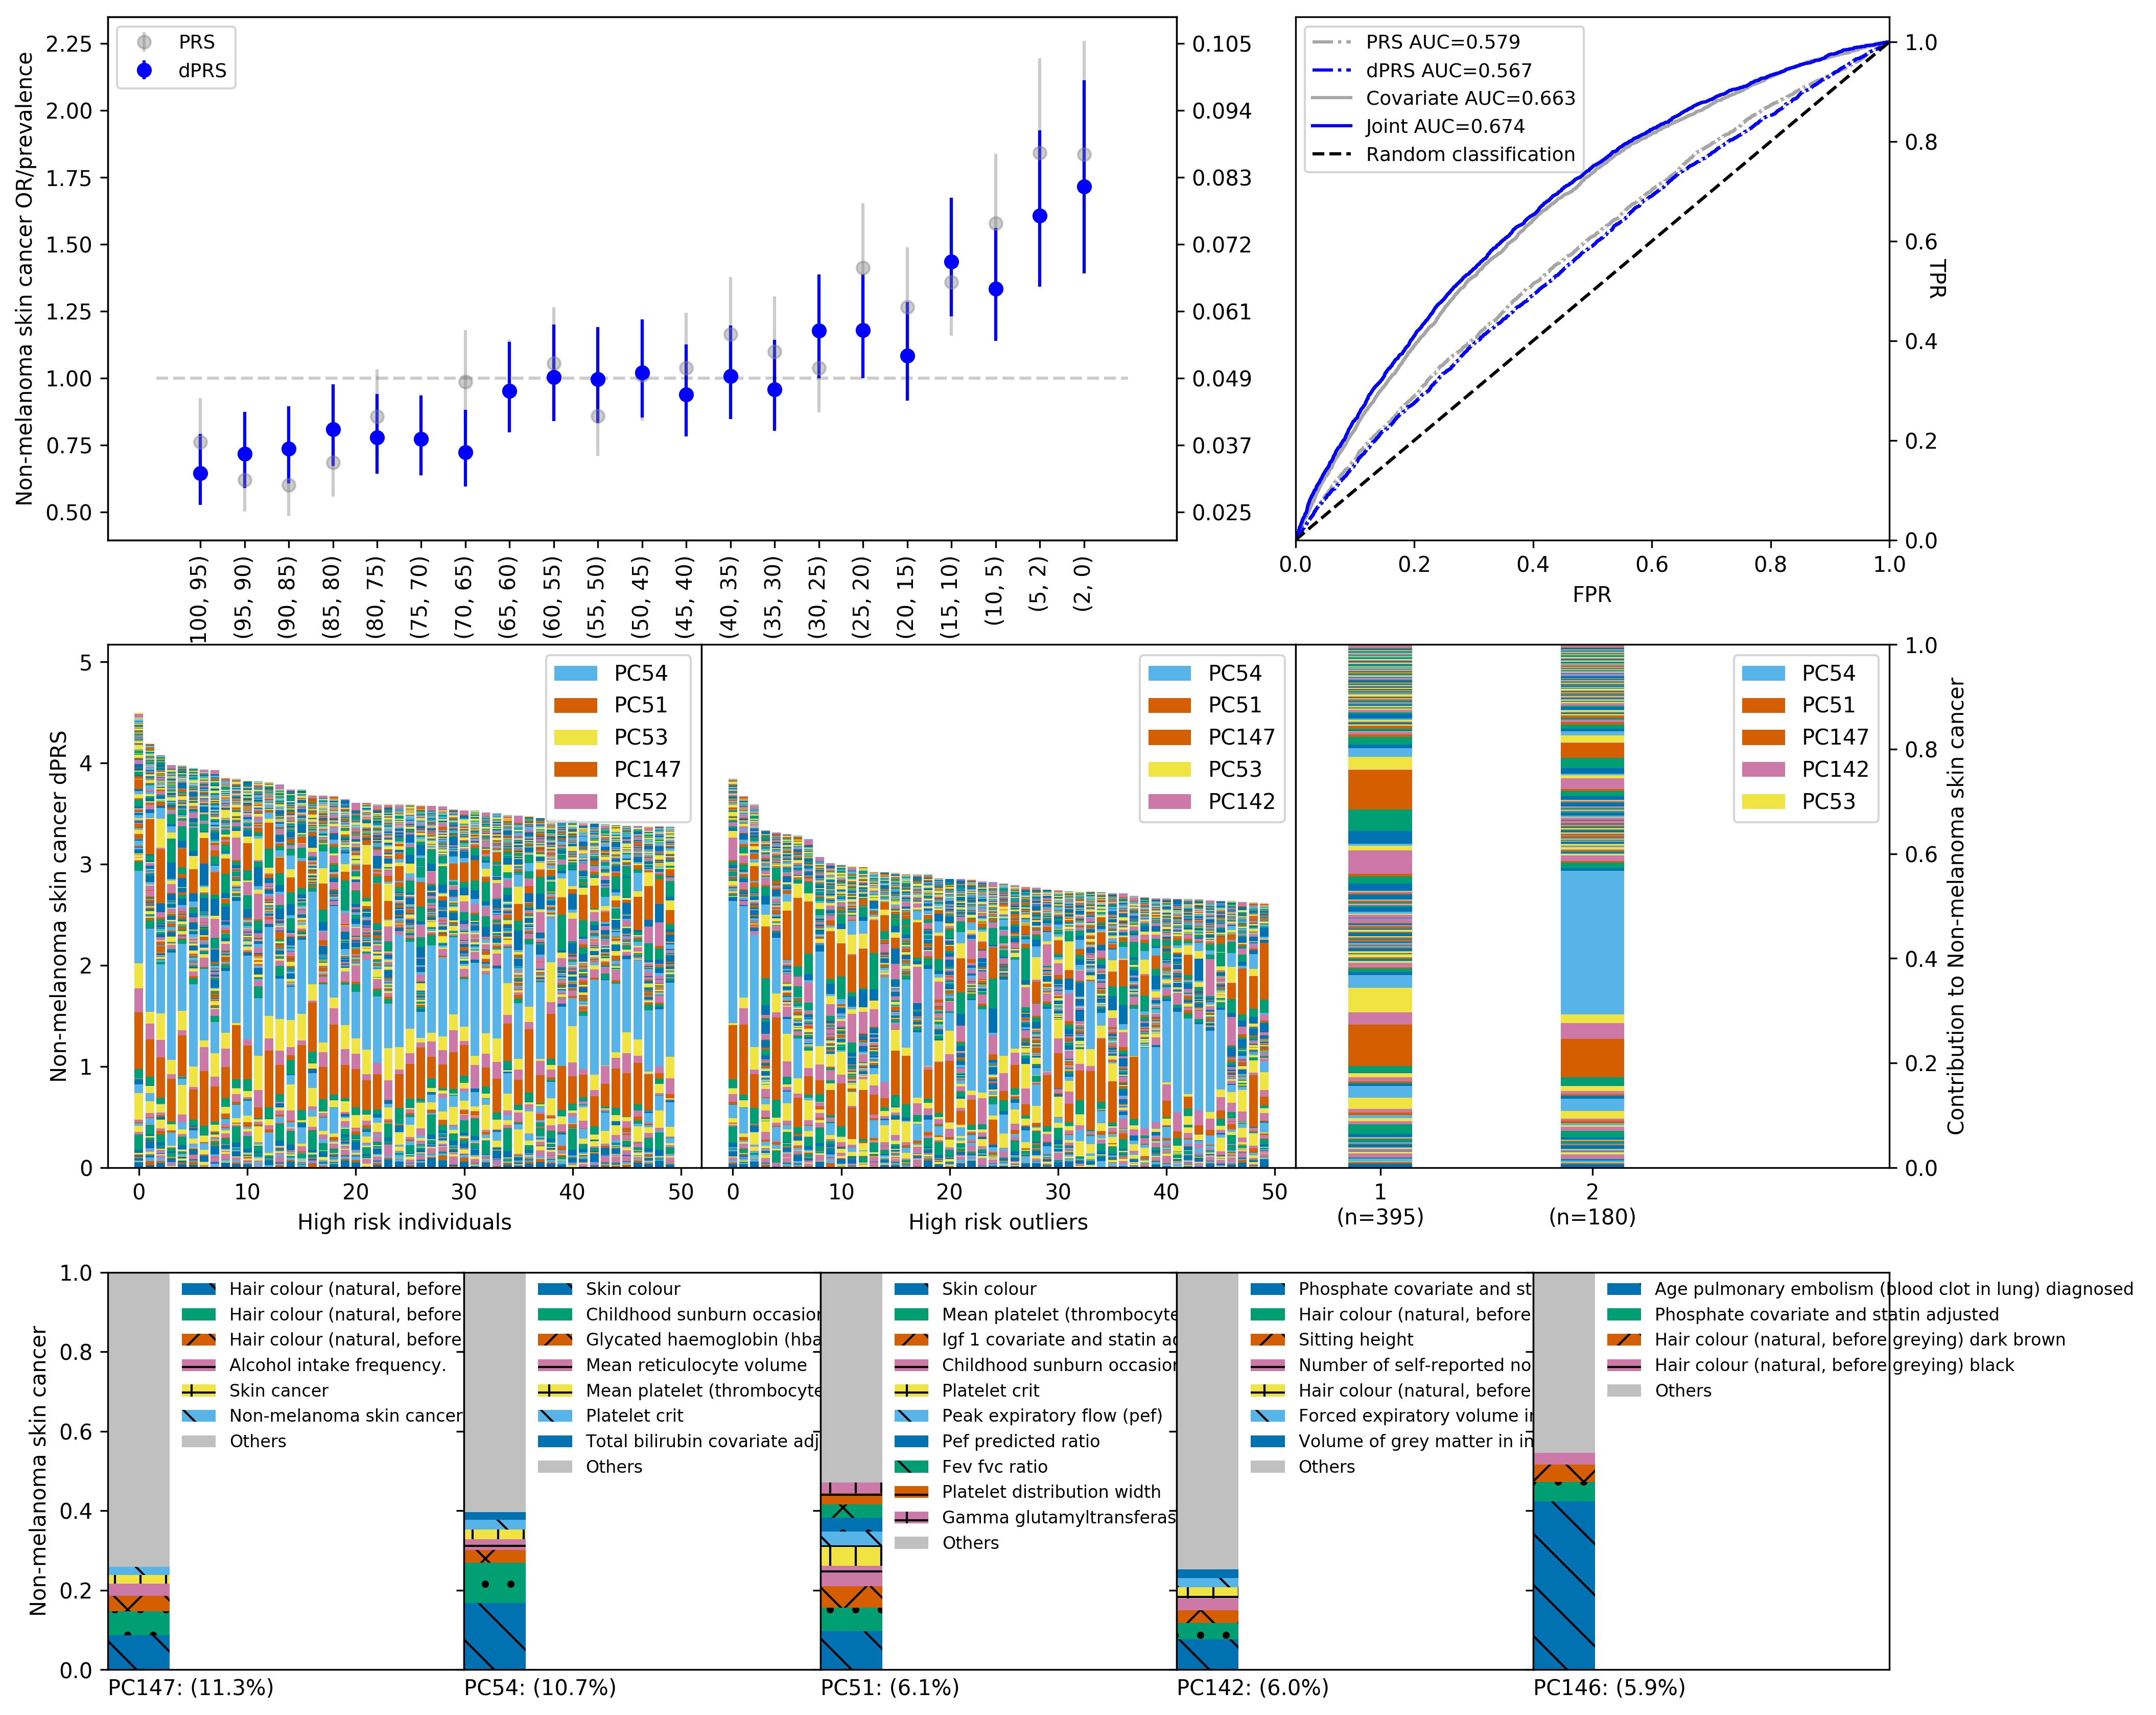 Non-melanoma skin cancer OR/prevalence
2.25
2.00
1.75
1.50
1.25
1.00
0.75
0.50
PRS
dPRS
0.105
0.094
0.083
0.072
0.061
0.049
0.037
0.025
100, 95)
(95, 90)
(90, 85)
(85, 80)
(80, 75)
(75, 70)
(70, 65)
(65, 60)
(60, 55)
(55, 50)
(50, 45)
(45, 40)
(40, 35)
(35, 30)
(30, 25)
(25, 20)
(20, 15)
(15, 10)
(10, 5)
(5, 2)
(2, 0)
PRS AUC=0.579
dPRS AUC=0.567
Covariate AUC=0.663
Joint AUC=0.674
Random classification
1.0
0.8
0.6
0.4
0.2
0.0
TPR
0.0
0.2
0.4
0.6
0.8
1.0
FPR
Non-melanoma skin cancer dPRS
5
4
3
2
1
0
PC54
PC51
PC53
PC147
PC52
0
10
20
30
40
50
High risk individuals
PC54
PC51
PC147
PC53
PC142
0
10
20
30
40
50
High risk outliers
PC54
PC51
PC147
PC142
PC53
1
(n=395)
2
(n=180)
1.0
0.8
0.6
0.4
0.2
0.0
Contribution to Non-melanoma skin cancer
Non-melanoma skin cancer
1.0
0.8
0.6
0.4
0.2
0.0
Hair colour (natural, before
Hair colour (natural, before
Hair colour (natural, before
Alcohol intake frequency.
Skin cancer
Non-melanoma skin cancer
Others
PC147: (11.3%)
Skin colour
Childhood sunburn occasion
Glycated haemoglobin (hba
Mean reticulocyte volume
Mean platelet (thrombocyte
Platelet crit
Total bilirubin covariate adj
Others
PC54: (10.7%)
Skin colour
Mean platelet (thrombocyte
Igf 1 covariate and statin ad
Childhood sunburn occasion
Platelet crit
Peak expiratory flow (pef)
Pef predicted ratio
Fev fvc ratio
Platelet distribution width
Gamma glutamyltransferas
Others
PC51: (6.1%)
Phosphate covariate and st
Hair colour (natural, before
Sitting height
Number of self-reported no
Hair colour (natural, before
Forced expiratory volume in
Volume of grey matter in in
Others
PC142: (6.0%)
Age pulmonary embolism (blood clot in lung) diagnosed
Phosphate covariate and statin adjusted
Hair colour (natural, before greying) dark brown
Hair colour (natural, before greying) black
Others
PC146: (5.9%)